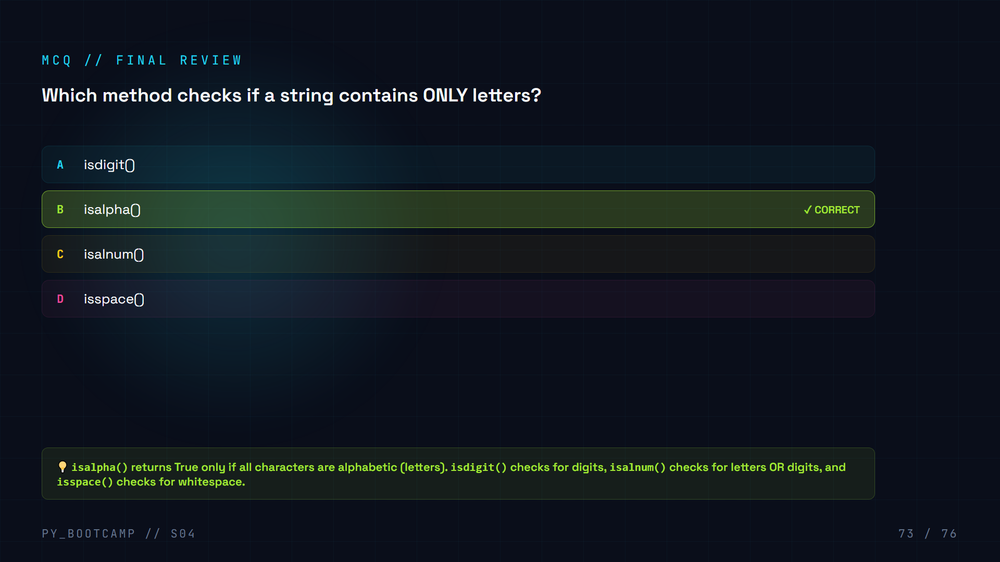 MCQ // FINAL REVIEW
Which method checks if a string contains ONLY letters?
A isdigit()
B isalpha() ✓ CORRECT
C isalnum()
D isspace()
💡 isalpha() returns True only if all characters are alphabetic (letters). isdigit() checks for digits, isalnum() checks for letters OR digits, and
isspace() checks for whitespace.
PY_BOOTCAMP // S04
73 / 76